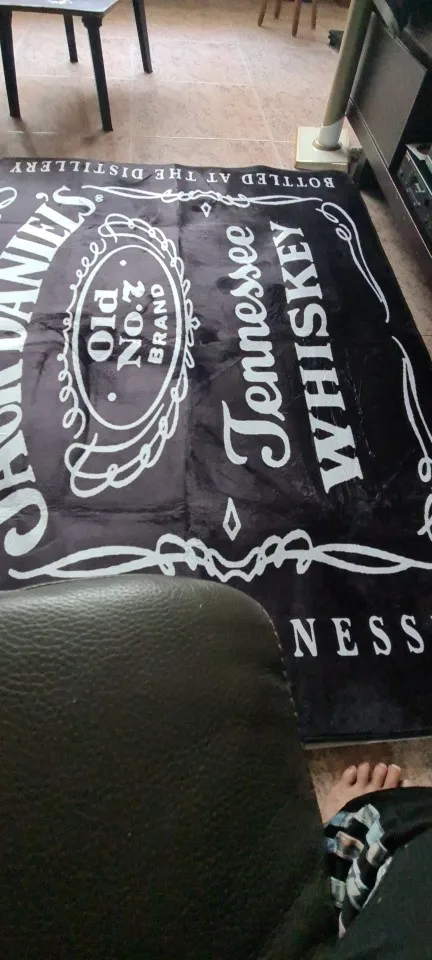 BOTTLED AT THE DISTILLERY
JACK DANIEL'S®
Old
No.7
BRAND
Tennessee
WHISKEY
NESS